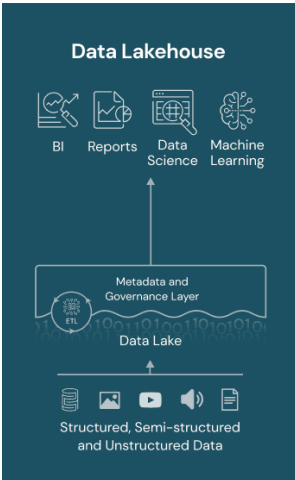 Data Lakehouse
BI
Reports
Data
Science
Machine
Learning
Metadata and
Governance Layer
ETL
Data Lake
Structured, Semi-structured
and Unstructured Data